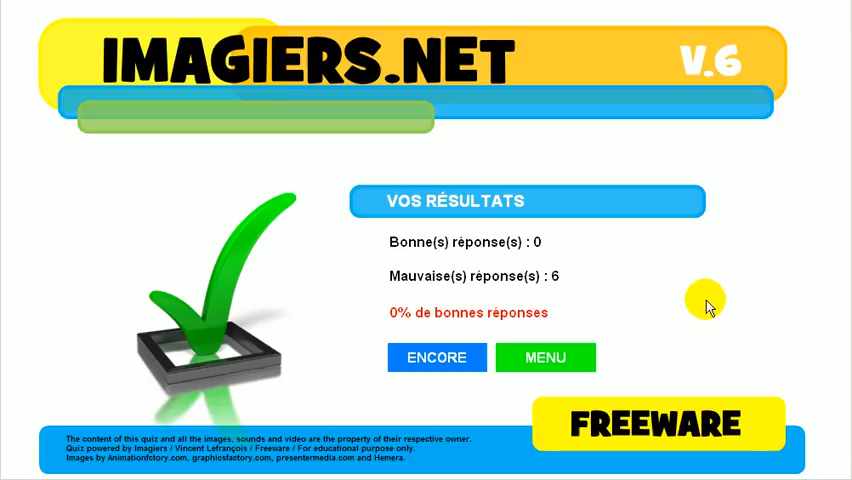 IMAGIERS.NET
V.6
VOS RÉSULTATS
Bonne(s) réponse(s) : 0
Mauvaise(s) réponse(s) : 6
0% de bonnes réponses
ENCORE
MENU
FREEWARE
The content of this quiz and all the images, sounds and video are the property of their respective owner.
Quiz powered by Imagiers / Vincent Lefrançois / Freeware / For educational purpose only.
Images by Animationfctory.com, graphicsfactory.com, presentermedia.com and Hemera.